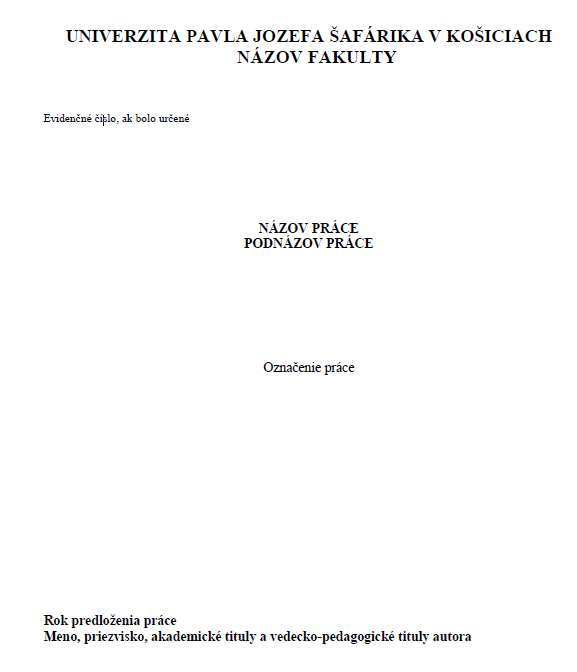 UNIVERZITA PAVLA JOZEFA ŠAFÁRIKA V KOŠICIACH
NÁZOV FAKULTY
Evidenčné číslo, ak bolo určené
NÁZOV PRÁCE
PODNÁZOV PRÁCE
Označenie práce
Rok predloženia práce
Meno, priezvisko, akademické tituly a vedecko-pedagogické tituly autora